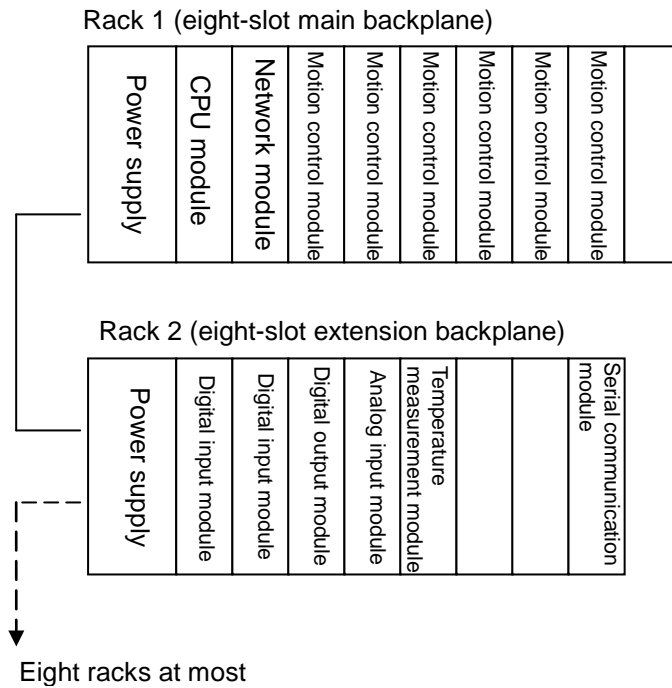 Rack 1 (eight-slot main backplane)
Power supply
CPU module
Network module
Motion control module
Motion control module
Motion control module
Motion control module
Motion control module
Motion control module
Rack 2 (eight-slot extension backplane)
Power supply
Digital input module
Digital input module
Digital output module
Analog input module
Temperature
measurement module
Serial communication
module
Eight racks at most